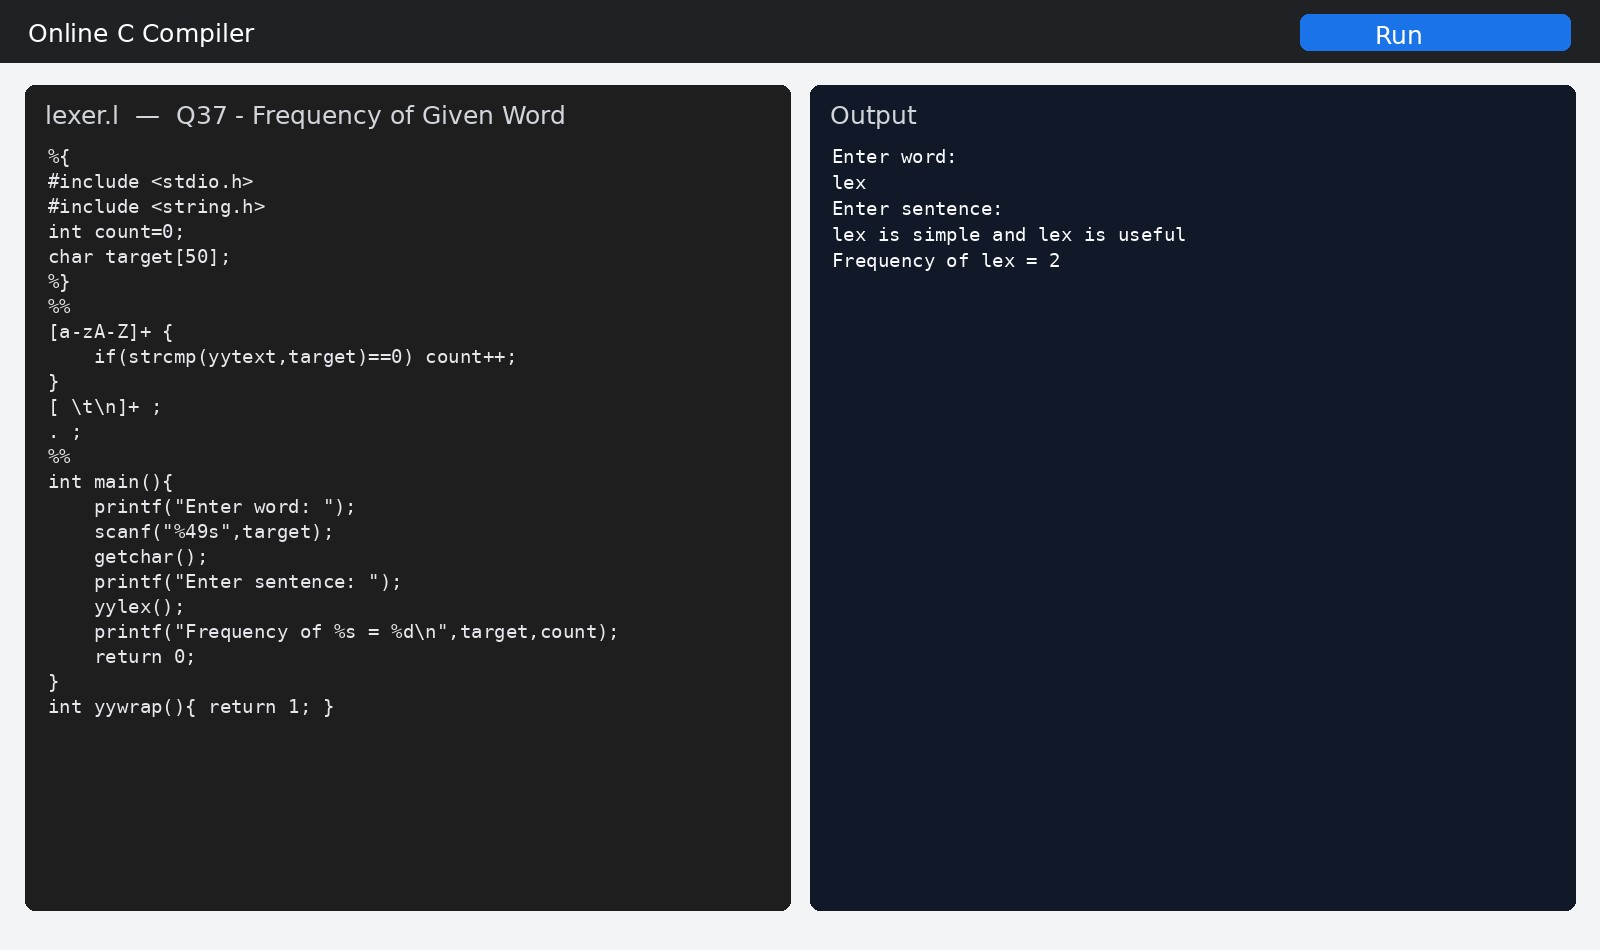 Online C Compiler
Run
lexer.l  —  Q37 - Frequency of Given Word
%{
#include <stdio.h>
#include <string.h>
int count=0;
char target[50];
%}
%%
[a-zA-Z]+ {
    if(strcmp(yytext,target)==0) count++;
}
[ \t\n]+ ;
. ;
%%
int main(){
    printf("Enter word: ");
    scanf("%49s",target);
    getchar();
    printf("Enter sentence: ");
    yylex();
    printf("Frequency of %s = %d\n",target,count);
    return 0;
}
int yywrap(){ return 1; }
Output
Enter word:
lex
Enter sentence:
lex is simple and lex is useful
Frequency of lex = 2